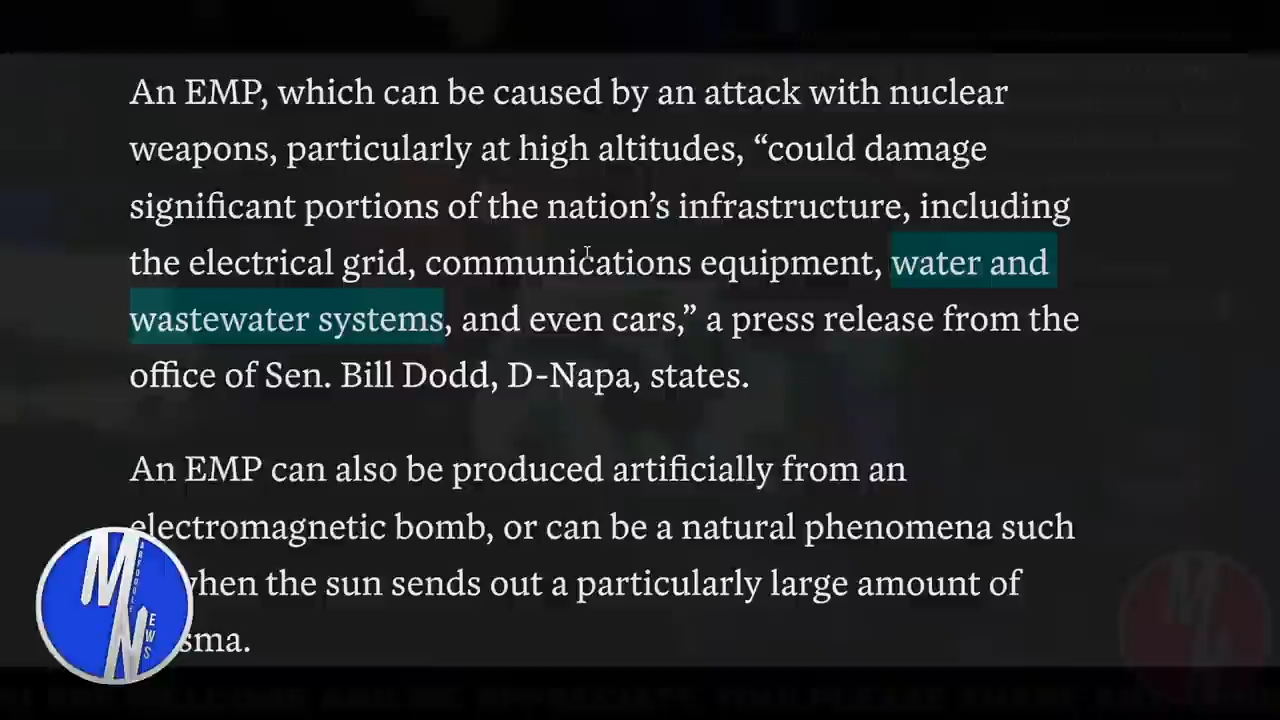 An EMP, which can be caused by an attack with nuclear
weapons, particularly at high altitudes, “could damage
significant portions of the nation’s infrastructure, including
the electrical grid, communications equipment, water and
wastewater systems, and even cars,” a press release from the
office of Sen. Bill Dodd, D-Napa, states.
An EMP can also be produced artificially from an
electromagnetic bomb, or can be a natural phenomena such
when the sun sends out a particularly large amount of
sma.
MN
EWS